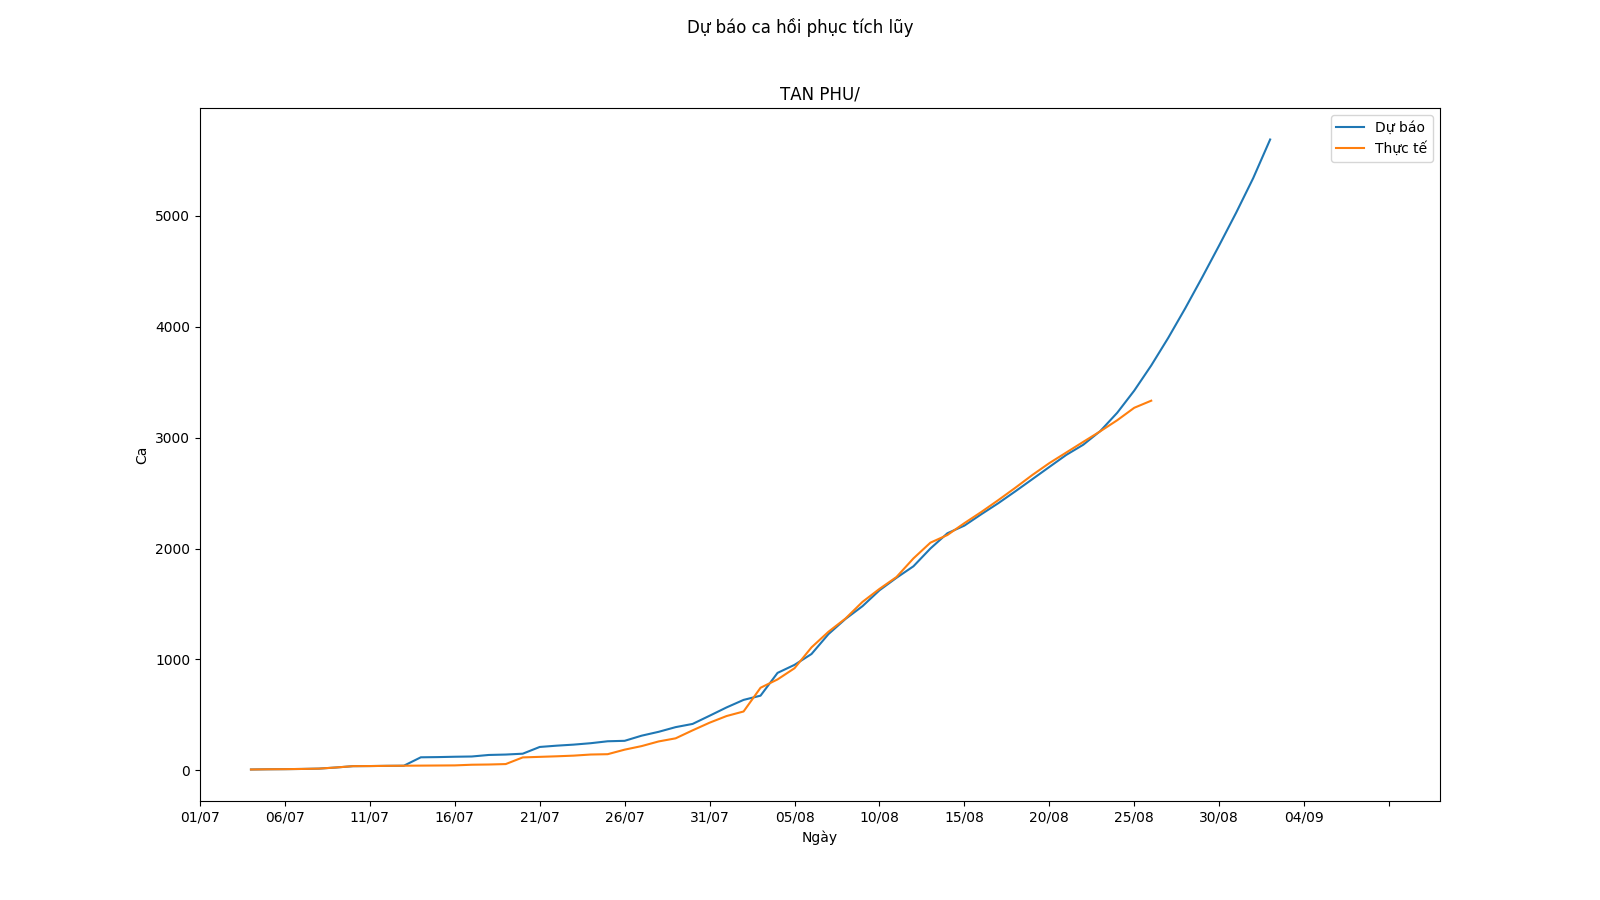 Dự báo ca hồi phục tích lũy
TAN PHU/
Dự báo
Thực tế
5000
4000
3000
2000
1000
0
Ca
01/07 06/07 11/07 16/07 21/07 26/07 31/07 05/08 10/08 15/08 20/08 25/08 30/08 04/09
Ngày